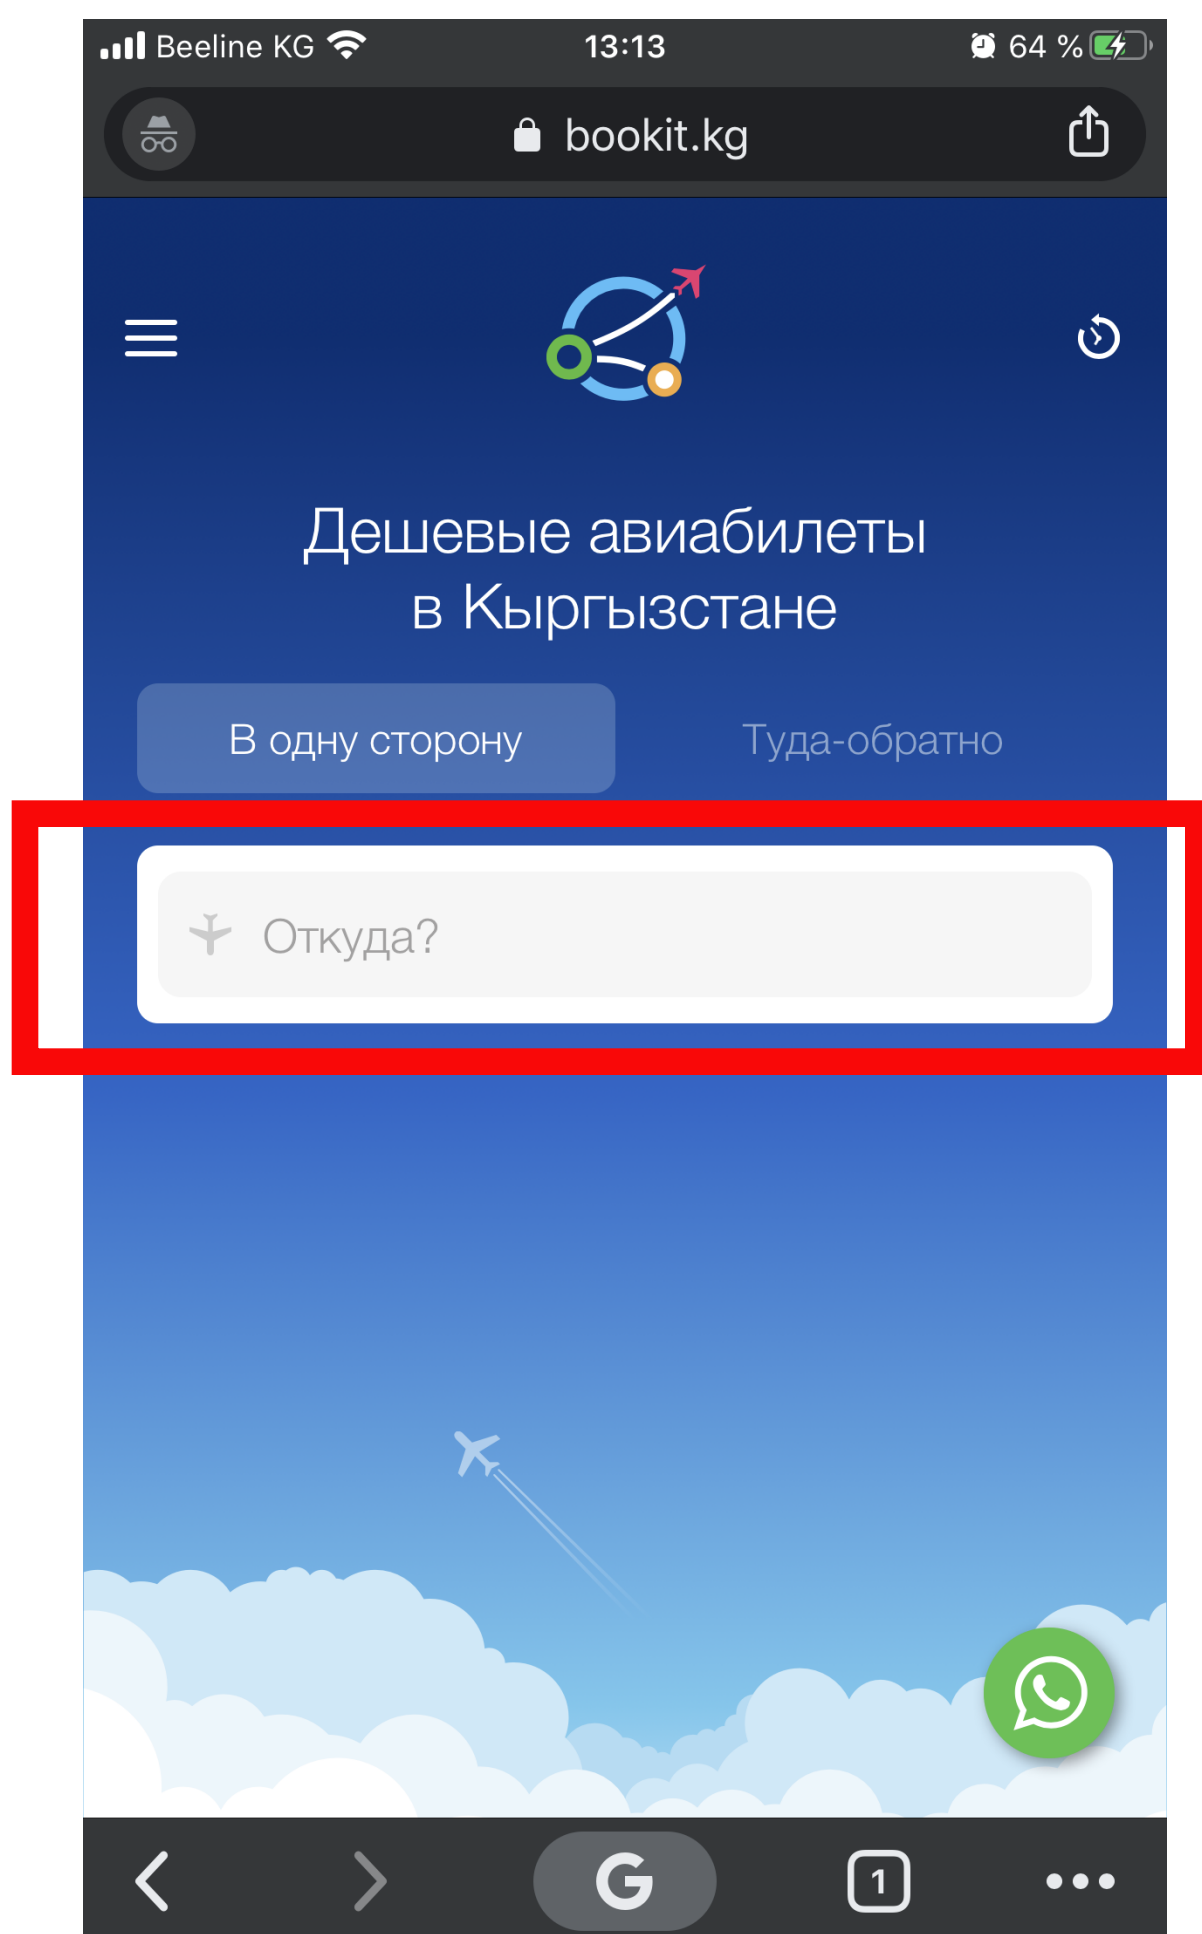 Beeline KG 13:13 64 %
bookit.kg
Дешевые авиабилеты
в Кыргызстане
В одну сторону Туда-обратно
Откуда?
G 1